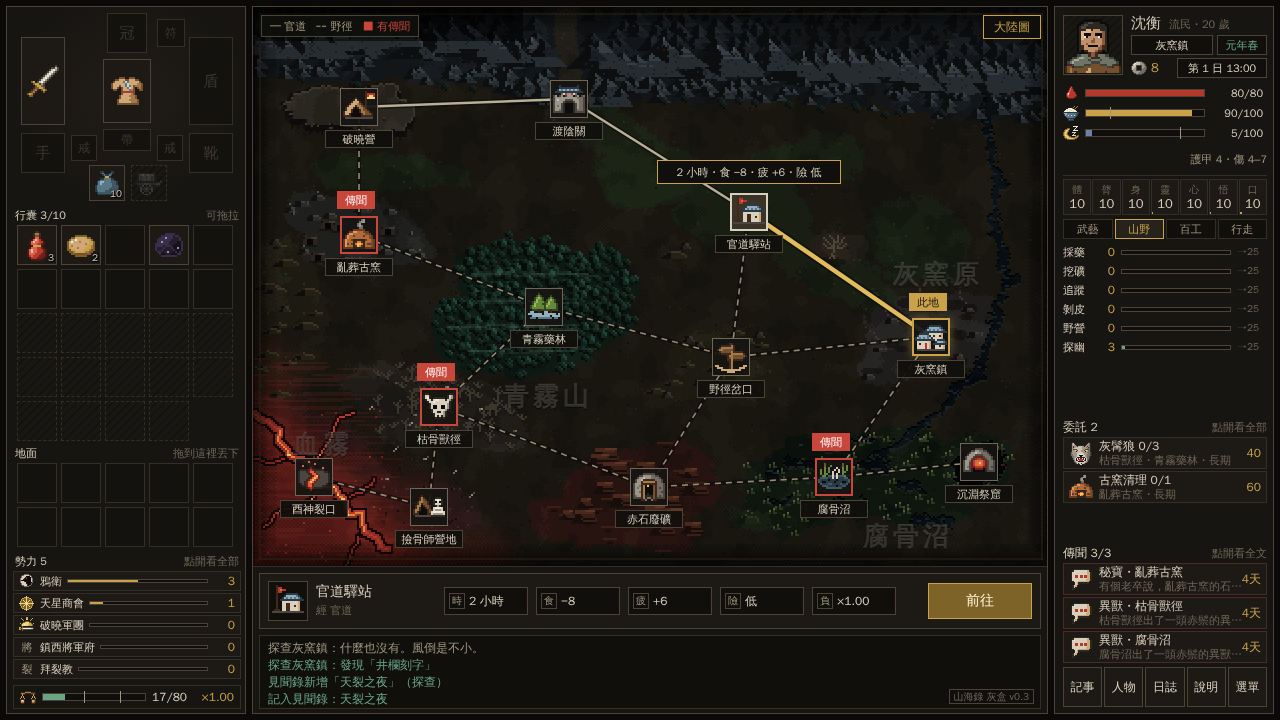 冠
符
盾
手
戒
帶
戒
靴
10
行囊 3/10
可拖拉
3
2
地面
拖到這裡丟下
勢力 5
點開看全部
鴉衛
3
天星商會
1
破曉軍團
0
將
鎮西將軍府
0
裂
拜裂教
0
17/80
×1.00
— 官道
-- 野徑
有傳聞
大陸圖
破曉營
渡陰關
2 小時・食 −8・疲 +6・險 低
傳聞
亂葬古窯
官道驛站
灰窯原
此地
青霧藥林
灰窯鎮
野徑岔口
傳聞
青霧山
枯骨獸徑
血霧
傳聞
酉神裂口
撿骨師營地
赤石廢礦
腐骨沼
沉淵祭窟
腐骨沼
官道驛站
經 官道
時 2 小時
食 −8
疲 +6
險 低
負 ×1.00
前往
探查灰窯鎮：什麼也沒有。風倒是不小。
探查灰窯鎮：發現「井欄刻字」
見聞錄新增「天裂之夜」（探查）
記入見聞錄：天裂之夜
山海錄 灰盒 v0.3
沈衡
流民・20 歲
灰窯鎮
元年春
8
第 1 日 13:00
80/80
90/100
5/100
護甲 4・傷 4–7
體
臂
身
靈
心
悟
口
10
10
10
10
10
10
10
武藝
山野
百工
行走
採藥
0
→25
挖礦
0
→25
追蹤
0
→25
剝皮
0
→25
野營
0
→25
探幽
3
→25
委託 2
點開看全部
灰髯狼 0/3
枯骨獸徑・青霧藥林・長期
40
古窯清理 0/1
亂葬古窯・長期
60
傳聞 3/3
點開看全文
秘寶・亂葬古窯
有個老卒說，亂葬古窯的石…
4天
異獸・枯骨獸徑
枯骨獸徑出了一頭赤鬃的異…
4天
異獸・腐骨沼
腐骨沼出了一頭赤鬃的異獸…
4天
記事
人物
日誌
說明
選單